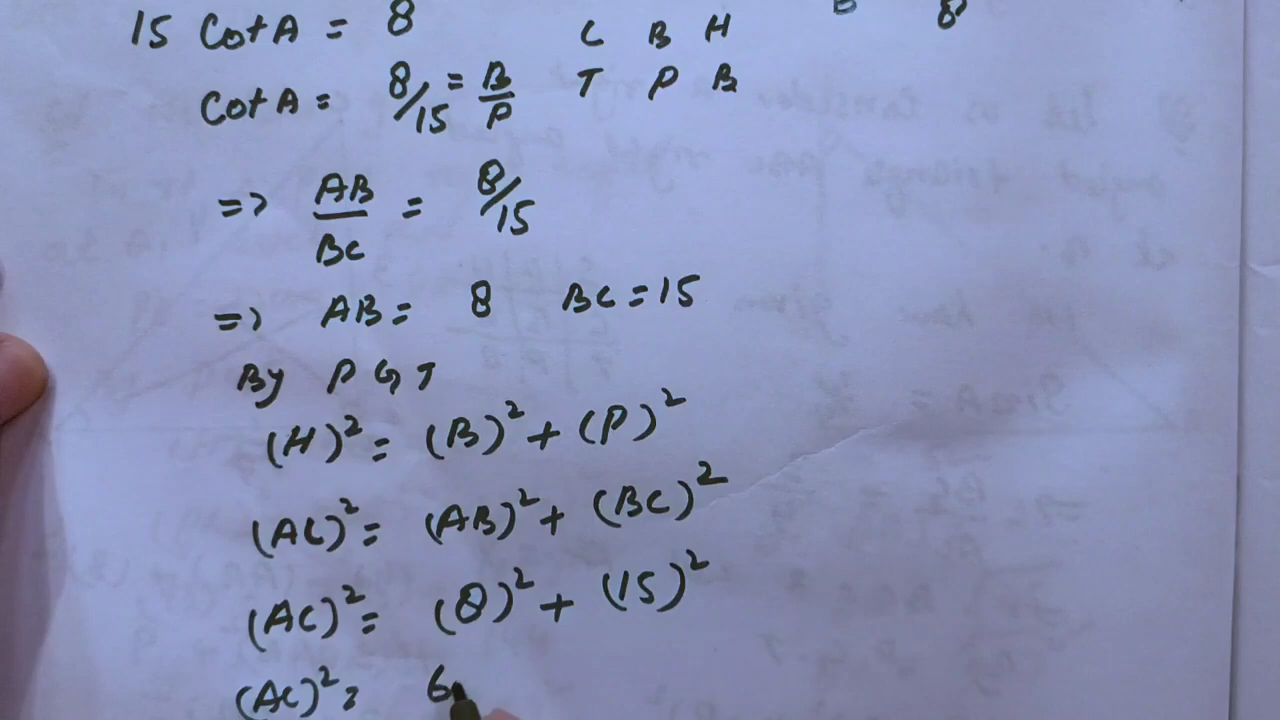 15 Cot A = 8
C B H
B 8
Cot A = 8/15 = B/P
T P B
=> AB/BC = 8/15
=> AB = 8 BC = 15
By P G T
(H)² = (B)² + (P)²
(AC)² = (AB)² + (BC)²
(AC)² = (8)² + (15)²
(AC)² = 6